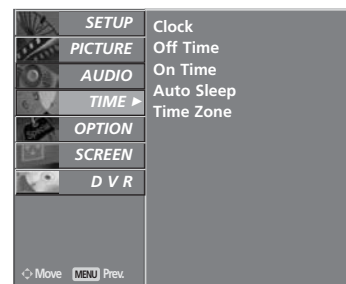 SETUP
PICTURE
AUDIO
TIME ►
OPTION
SCREEN
D V R
Move MENU Prev.
Clock
Off Time
On Time
Auto Sleep
Time Zone